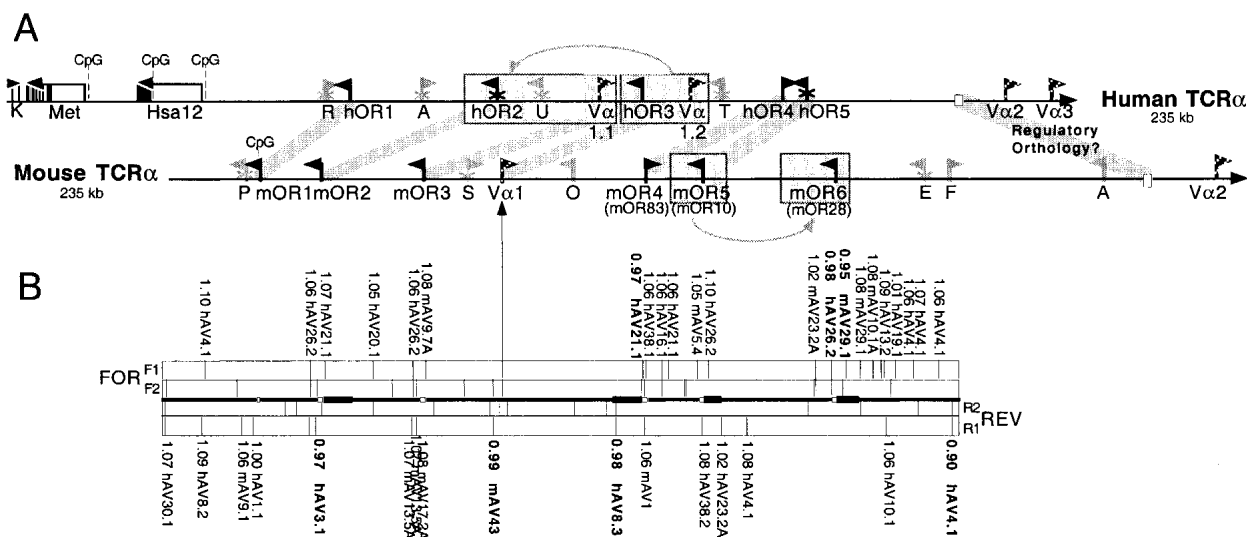 A
CpG CpG CpG
K Met Hsa12 R hOR1 A hOR2 U Vα 1.1 hOR3 Vα 1.2 T hOR4 hOR5 Vα2 Vα3
Human TCRα
235 kb
Regulatory
Orthology?
CpG
Mouse TCRα
235 kb
P mOR1 mOR2 mOR3 S Vα1 O mOR4 mOR5 mOR6 E F A Vα2
(mOR83) (mOR10) (mOR28)
B
1.10 hAV4.1
1.06 hAV26.2
1.07 hAV21.1
1.05 hAV20.1
1.06 hAV26.2
1.08 mAV9.7A
0.97 hAV21.1
1.06 hAV38.1
1.06 hAV16.1
1.06 hAV21.1
1.05 mAV5.4
1.10 hAV26.2
1.02 mAV23.2A
0.98 hAV26.2
0.95 mAV29.1
1.08 mAV29.1
1.08 mAV10.1A
1.09 hAV13.2
1.01 hAV19.1
1.06 hAV4.1
1.07 hAV4.1
1.06 hAV4.1
FOR F1
F2
R2
R1 REV
1.07 hAV30.1
1.09 hAV8.2
1.06 mAV9.1
1.00 hAV1.1
0.97 hAV3.1
1.08 mAV17.2A
0.99 mAV43
0.98 hAV8.3
1.06 mAV1
1.08 hAV38.2
1.02 hAV23.2A
1.08 hAV4.1
1.06 hAV10.1
0.90 hAV4.1